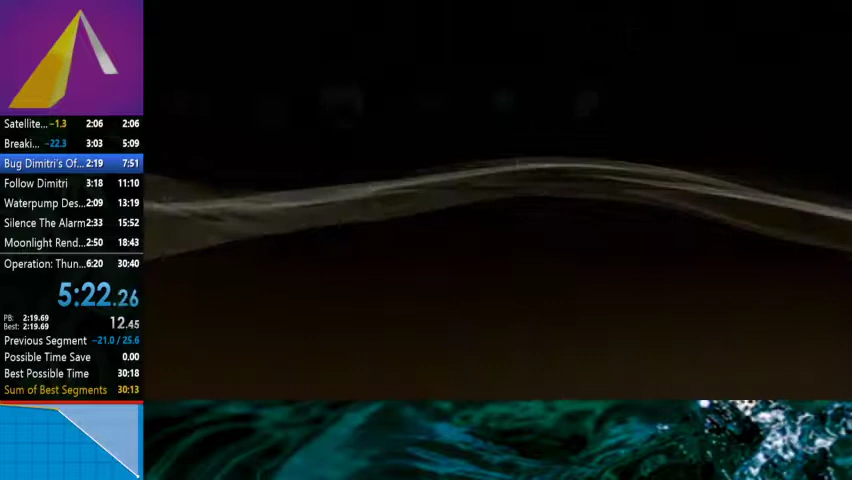 Satellite... −1.3 2:06 2:06
Breaki... −22.3 3:03 5:09
Bug Dimitri's Of... 2:19 7:51
Follow Dimitri 3:18 11:10
Waterpump Des... 2:09 13:19
Silence The Alarm 2:33 15:52
Moonlight Rend... 2:50 18:43
Operation: Thun... 6:20 30:40
5:22.26
PB: 2:19.69
Best: 2:19.69
12.45
Previous Segment −21.0 / 25.6
Possible Time Save 0.00
Best Possible Time 30:18
Sum of Best Segments 30:13